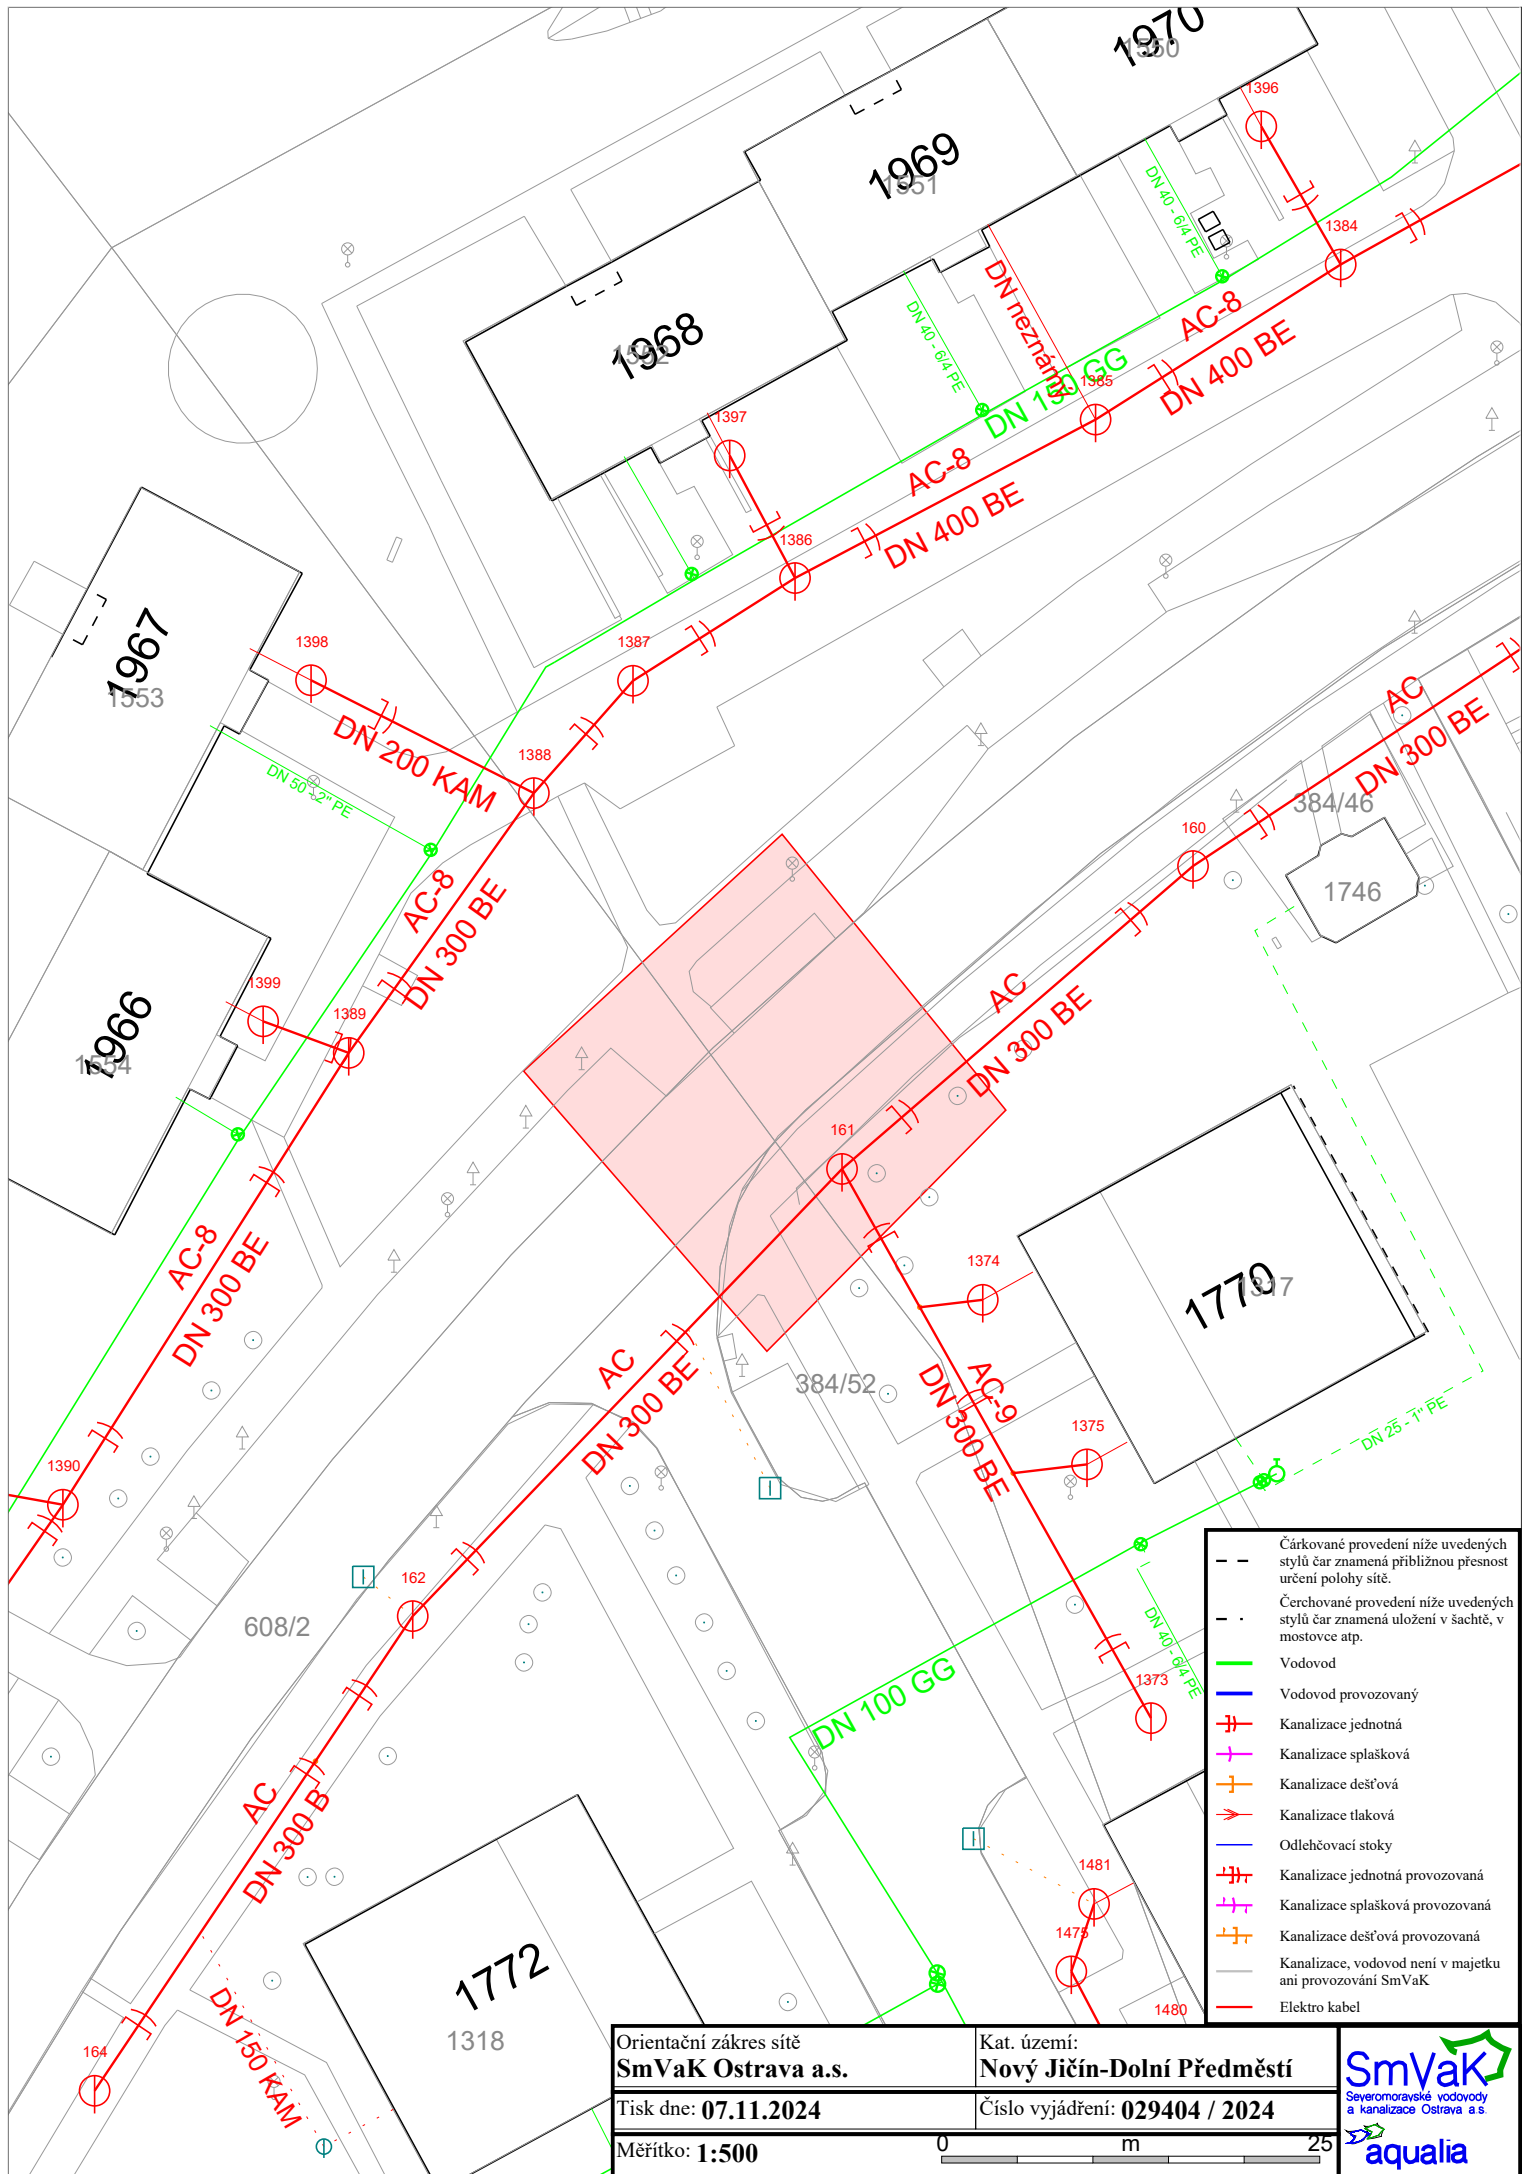 1970
1550
1396
1969
1551
DN 40 - 6/4 PE
1384
DN neznámý
AC-8
1968
1552
DN 40 - 6/4 PE
DN 150 GG
1385
DN 400 BE
1397
AC-8
DN 400 BE
1386
1967
1553
1398
1387
DN 200 KAM
1388
DN 50 - 2" PE
AC
DN 300 BE
384/46
160
1746
AC-8
DN 300 BE
1399
1389
1966
1554
AC
DN 300 BE
161
AC-8
DN 300 BE
1374
1770
1317
AC
DN 300 BE
384/52
AC-9
DN 300 BE
1375
DN 25 - 1" PE
1390
162
608/2
DN 40 - 6/4 PE
1373
DN 100 GG
AC
DN 300 B
1481
1475
1480
1772
1318
DN 150 KAM
164
Čárkované provedení níže uvedených
stylů čar znamená přibližnou přesnost
určení polohy sítě.
Čerchované provedení níže uvedených
stylů čar znamená uložení v šachtě, v
mostovce atp.
Vodovod
Vodovod provozovaný
Kanalizace jednotná
Kanalizace splašková
Kanalizace dešťová
Kanalizace tlaková
Odlehčovací stoky
Kanalizace jednotná provozovaná
Kanalizace splašková provozovaná
Kanalizace dešťová provozovaná
Kanalizace, vodovod není v majetku
ani provozování SmVaK
Elektro kabel
Orientační zákres sítě
SmVaK Ostrava a.s.
Kat. území:
Nový Jičín-Dolní Předměstí
Tisk dne: 07.11.2024
Číslo vyjádření: 029404 / 2024
Měřítko: 1:500
0 m 25
SmVaK
Severomoravské vodovody
a kanalizace Ostrava a.s.
aqualia